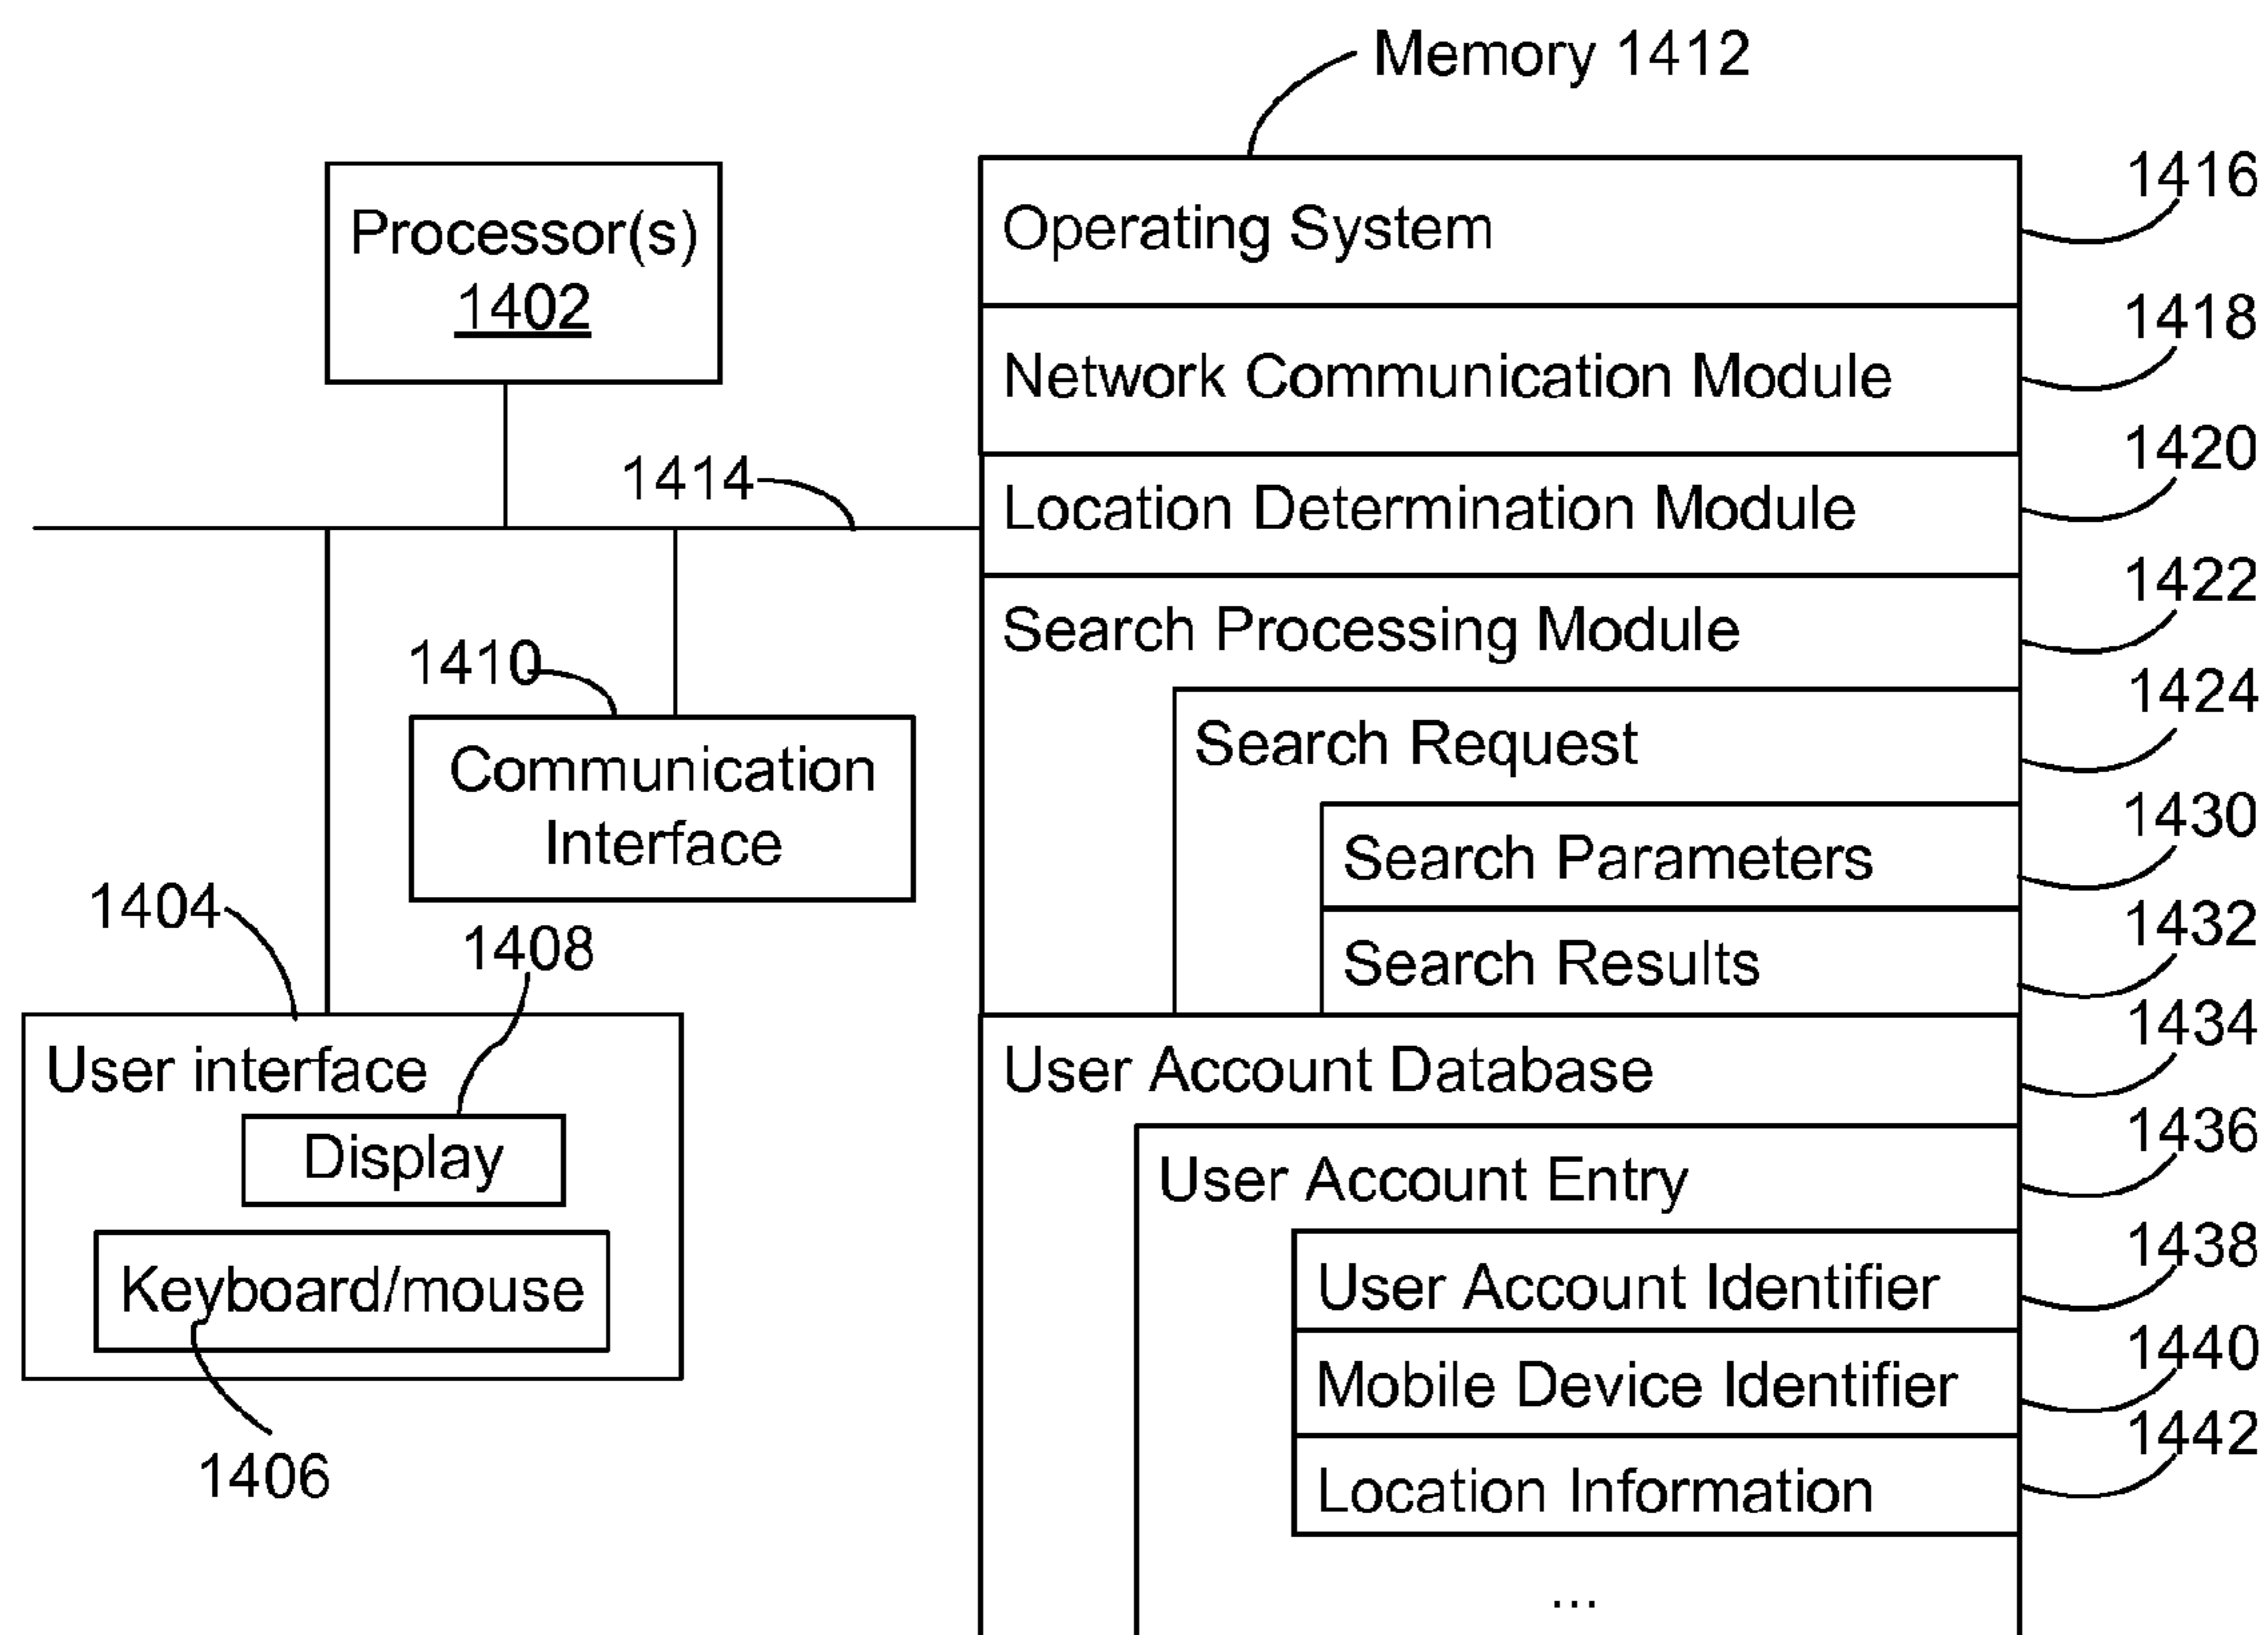 Memory 1412
Processor(s)
1402
1414
1410
Communication
Interface
1404
1408
User interface
Display
Keyboard/mouse
1406
Operating System
1416
Network Communication Module
1418
Location Determination Module
1420
Search Processing Module
1422
Search Request
1424
Search Parameters
1430
Search Results
1432
User Account Database
1434
User Account Entry
1436
User Account Identifier
1438
Mobile Device Identifier
1440
Location Information
1442
...